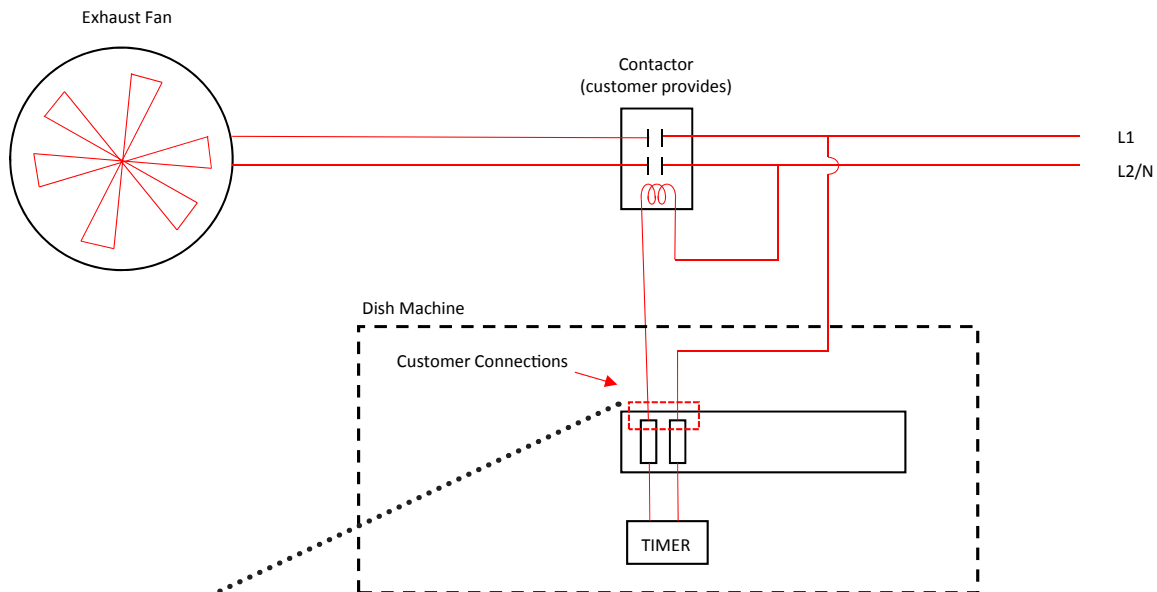 Exhaust Fan
Contactor
(customer provides)
L1
L2/N
Dish Machine
Customer Connections
TIMER